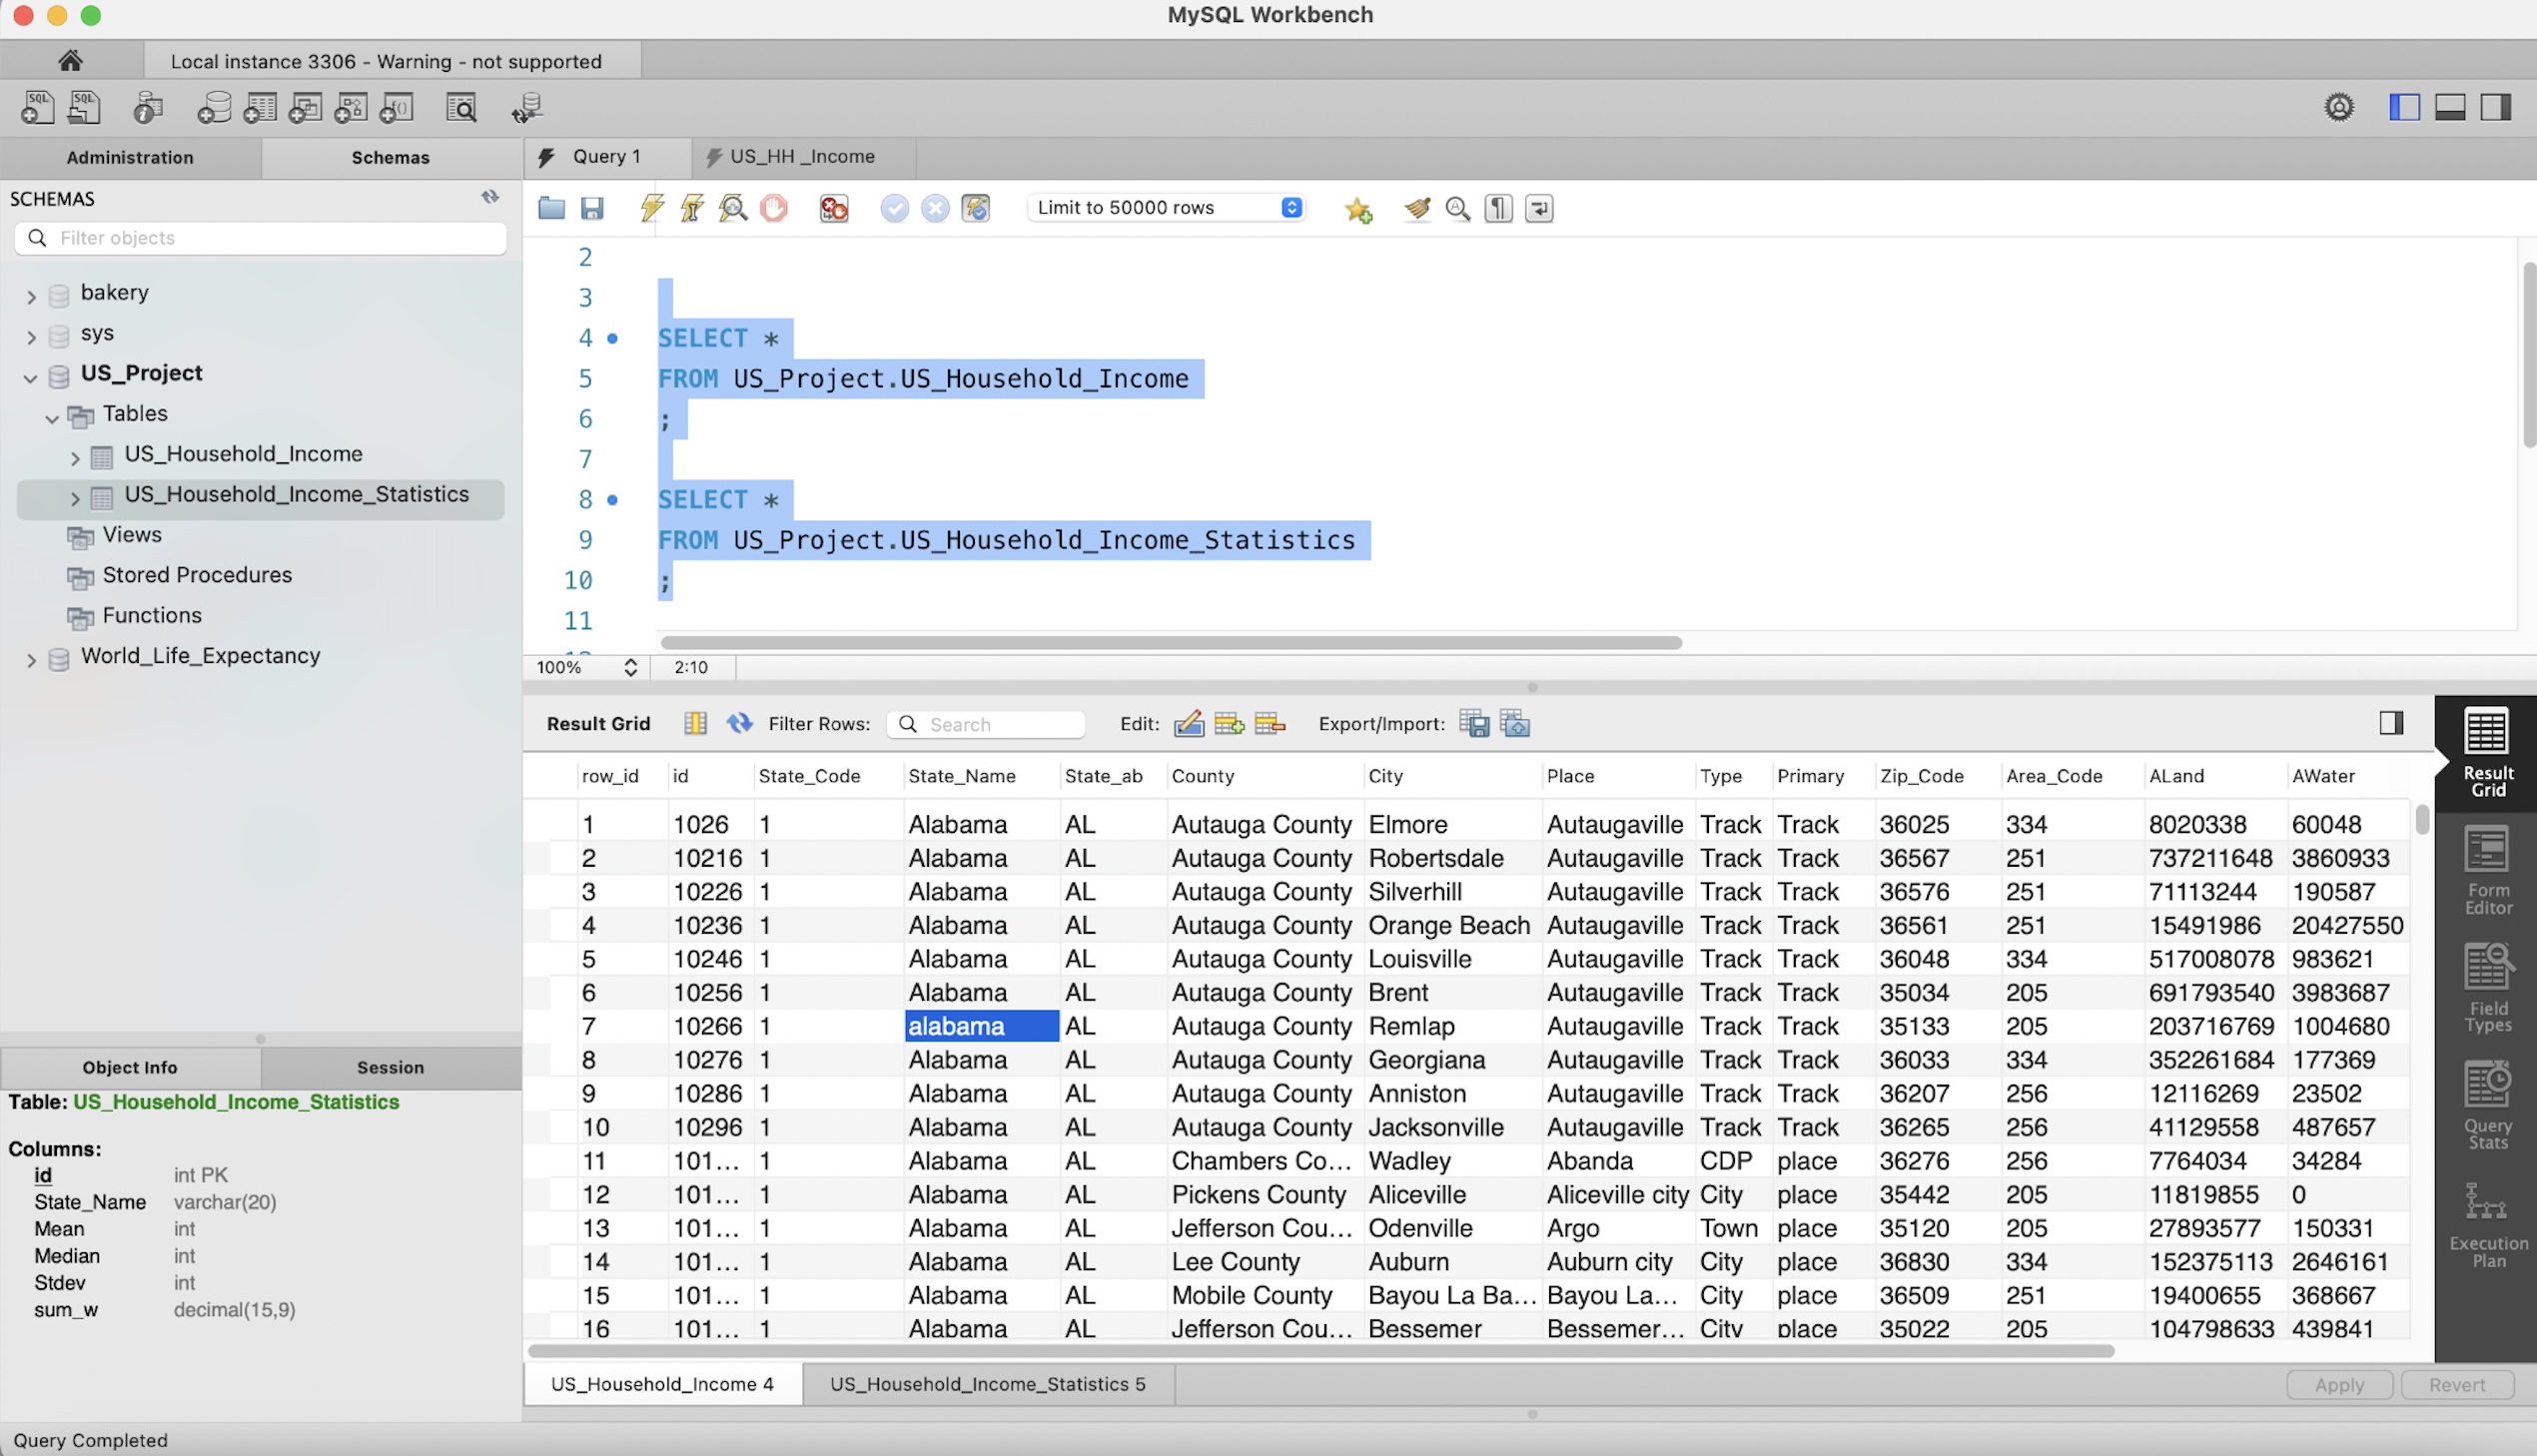 MySQL Workbench
Local instance 3306 - Warning - not supported
Administration
Schemas
Query 1
US_HH _Income
SCHEMAS
Filter objects
bakery
sys
US_Project
Tables
US_Household_Income
US_Household_Income_Statistics
Views
Stored Procedures
Functions
World_Life_Expectancy
Limit to 50000 rows
2
3
4 SELECT *
5 FROM US_Project.US_Household_Income
6 ;
7
8 SELECT *
9 FROM US_Project.US_Household_Income_Statistics
10 ;
11
100% 2:10
Result Grid Filter Rows: Search Edit: Export/Import:
row_id id State_Code State_Name State_ab County City Place Type Primary Zip_Code Area_Code ALand AWater
1 1026 1 Alabama AL Autauga County Elmore Autaugaville Track Track 36025 334 8020338 60048
2 10216 1 Alabama AL Autauga County Robertsdale Autaugaville Track Track 36567 251 737211648 3860933
3 10226 1 Alabama AL Autauga County Silverhill Autaugaville Track Track 36576 251 71113244 190587
4 10236 1 Alabama AL Autauga County Orange Beach Autaugaville Track Track 36561 251 15491986 20427550
5 10246 1 Alabama AL Autauga County Louisville Autaugaville Track Track 36048 334 517008078 983621
6 10256 1 Alabama AL Autauga County Brent Autaugaville Track Track 35034 205 691793540 3983687
7 10266 1 alabama AL Autauga County Remlap Autaugaville Track Track 35133 205 203716769 1004680
8 10276 1 Alabama AL Autauga County Georgiana Autaugaville Track Track 36033 334 352261684 177369
9 10286 1 Alabama AL Autauga County Anniston Autaugaville Track Track 36207 256 12116269 23502
10 10296 1 Alabama AL Autauga County Jacksonville Autaugaville Track Track 36265 256 41129558 487657
11 101... 1 Alabama AL Chambers Co... Wadley Abanda CDP place 36276 256 7764034 34284
12 101... 1 Alabama AL Pickens County Aliceville Aliceville city City place 35442 205 11819855 0
13 101... 1 Alabama AL Jefferson Cou... Odenville Argo Town place 35120 205 27893577 150331
14 101... 1 Alabama AL Lee County Auburn Auburn city City place 36830 334 152375113 2646161
15 101... 1 Alabama AL Mobile County Bayou La Ba... Bayou La... City place 36509 251 19400655 368667
16 101... 1 Alabama AL Jefferson Cou... Bessemer Bessemer... City place 35022 205 104798633 439841
Result Grid
Form Editor
Field Types
Query Stats
Execution Plan
Object Info
Session
Table: US_Household_Income_Statistics
Columns:
id int PK
State_Name varchar(20)
Mean int
Median int
Stdev int
sum_w decimal(15,9)
US_Household_Income 4
US_Household_Income_Statistics 5
Apply
Revert
Query Completed